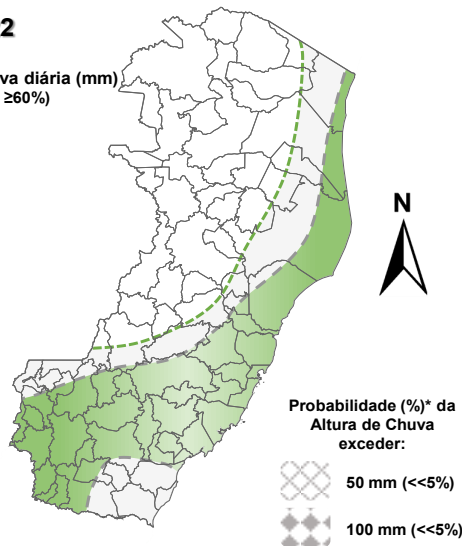 2
va diária (mm)
≥60%)
N
Probabilidade (%)* da
Altura de Chuva
exceder:
50 mm (<<5%)
100 mm (<<5%)